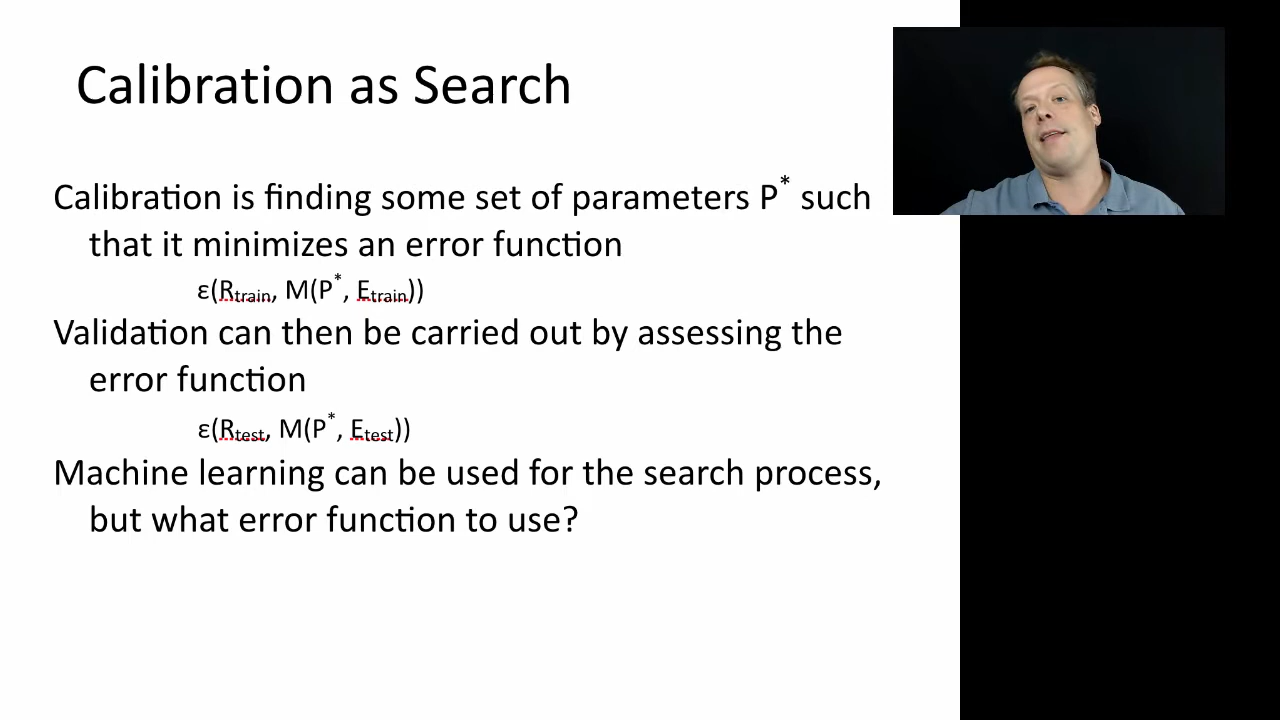 Calibration as Search
Calibration is finding some set of parameters P* such
that it minimizes an error function
ε(Rtrain, M(P*, Etrain))
Validation can then be carried out by assessing the
error function
ε(Rtest, M(P*, Etest))
Machine learning can be used for the search process,
but what error function to use?